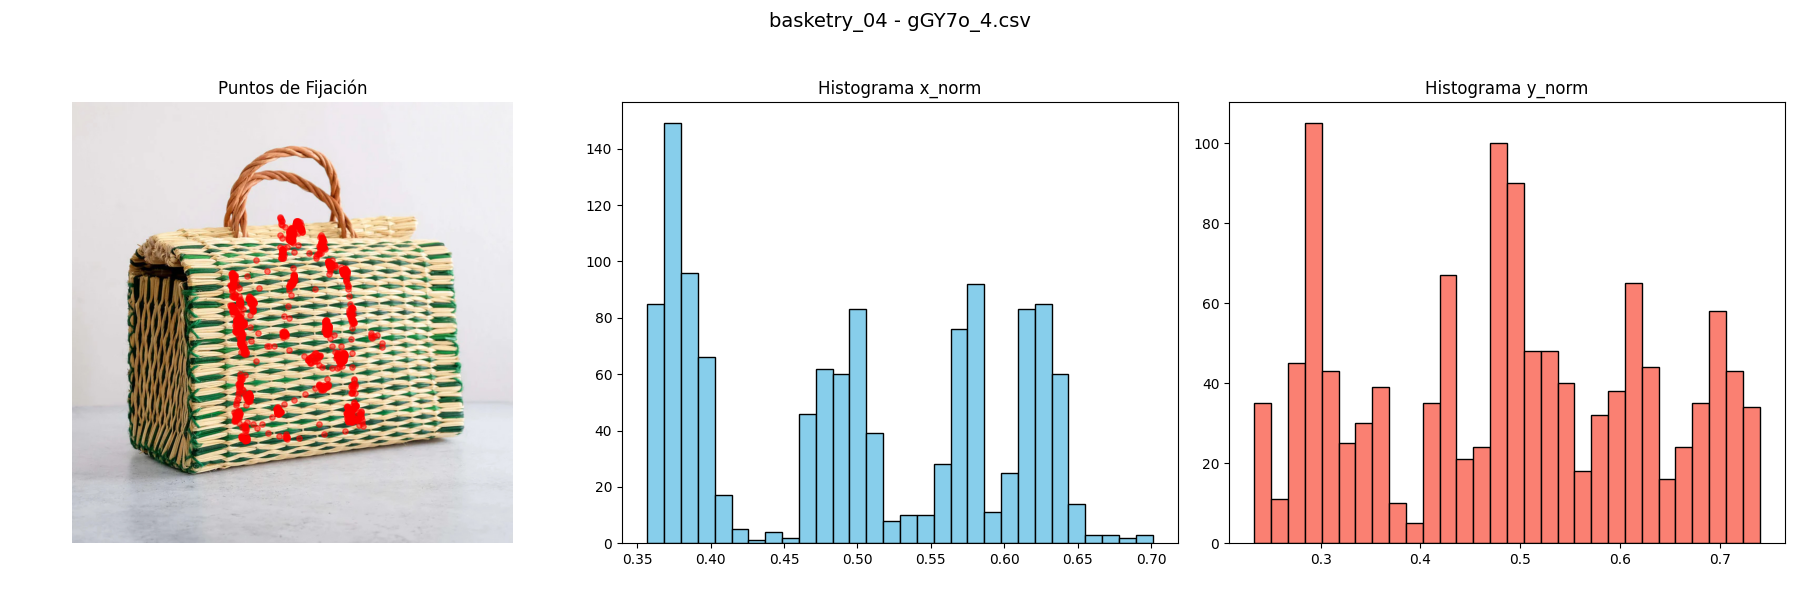 basketry_04 - gGY7o_4.csv
Puntos de Fijación
Histograma x_norm
Histograma y_norm
140
120
100
80
60
40
20
0
0.35 0.40 0.45 0.50 0.55 0.60 0.65 0.70
100
80
60
40
20
0
0.3 0.4 0.5 0.6 0.7